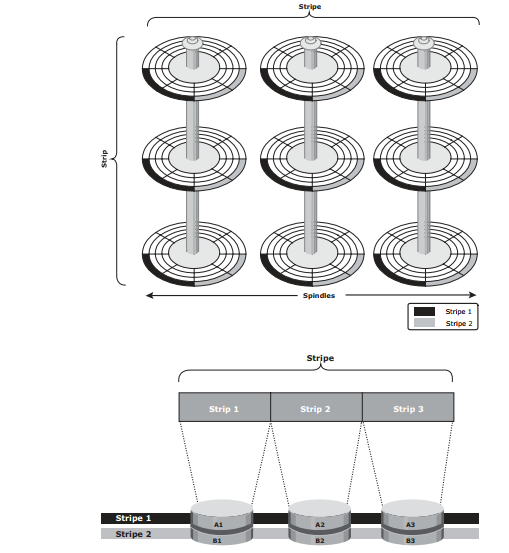 Stripe
Strip
Spindles
Stripe 1
Stripe 2
Stripe
Strip 1 Strip 2 Strip 3
Stripe 1 A1 A2 A3
Stripe 2 B1 B2 B3